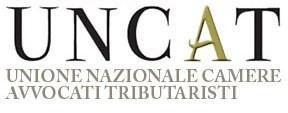 UNCAT
UNIONE NAZIONALE CAMERE
AVVOCATI TRIBUTARISTI